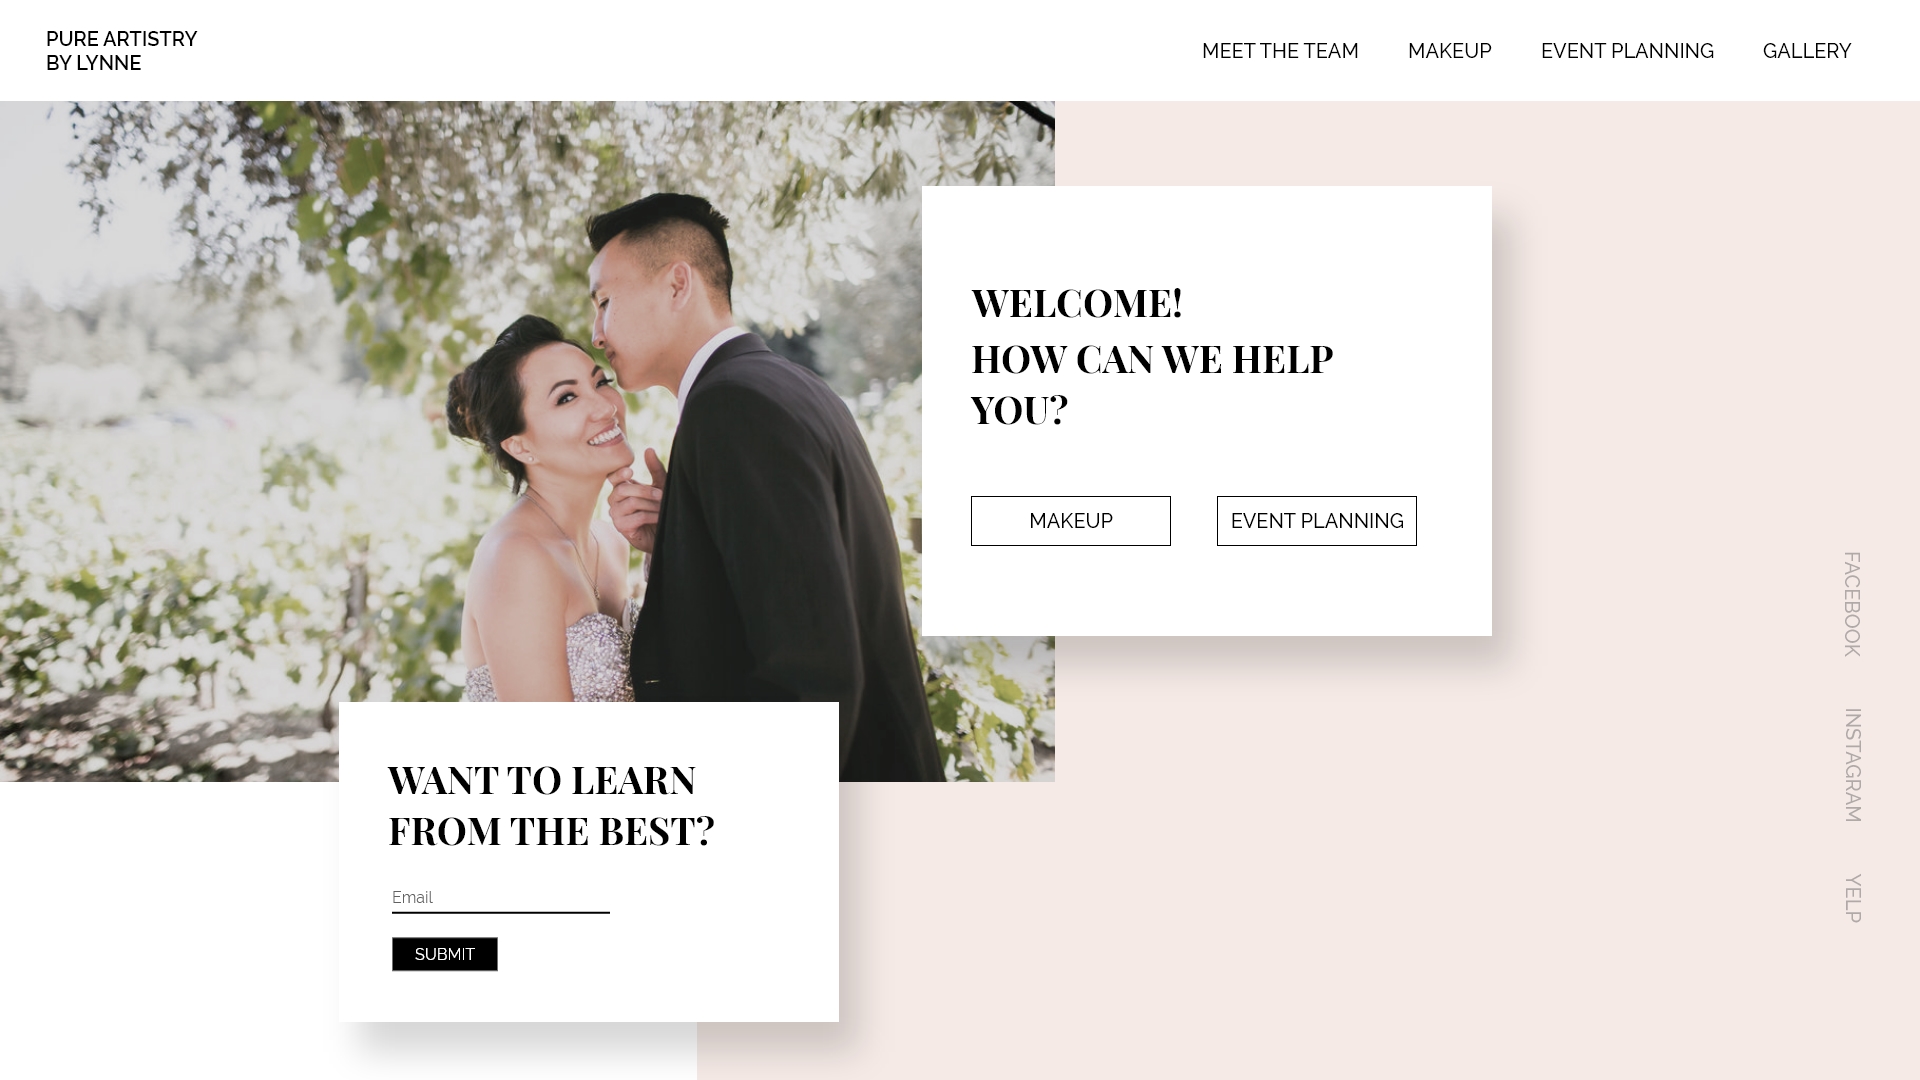 PURE ARTISTRY
BY LYNNE
MEET THE TEAM
MAKEUP
EVENT PLANNING
GALLERY
WELCOME!
HOW CAN WE HELP
YOU?
MAKEUP
EVENT PLANNING
FACEBOOK
INSTAGRAM
YELP
WANT TO LEARN
FROM THE BEST?
Email
SUBMIT